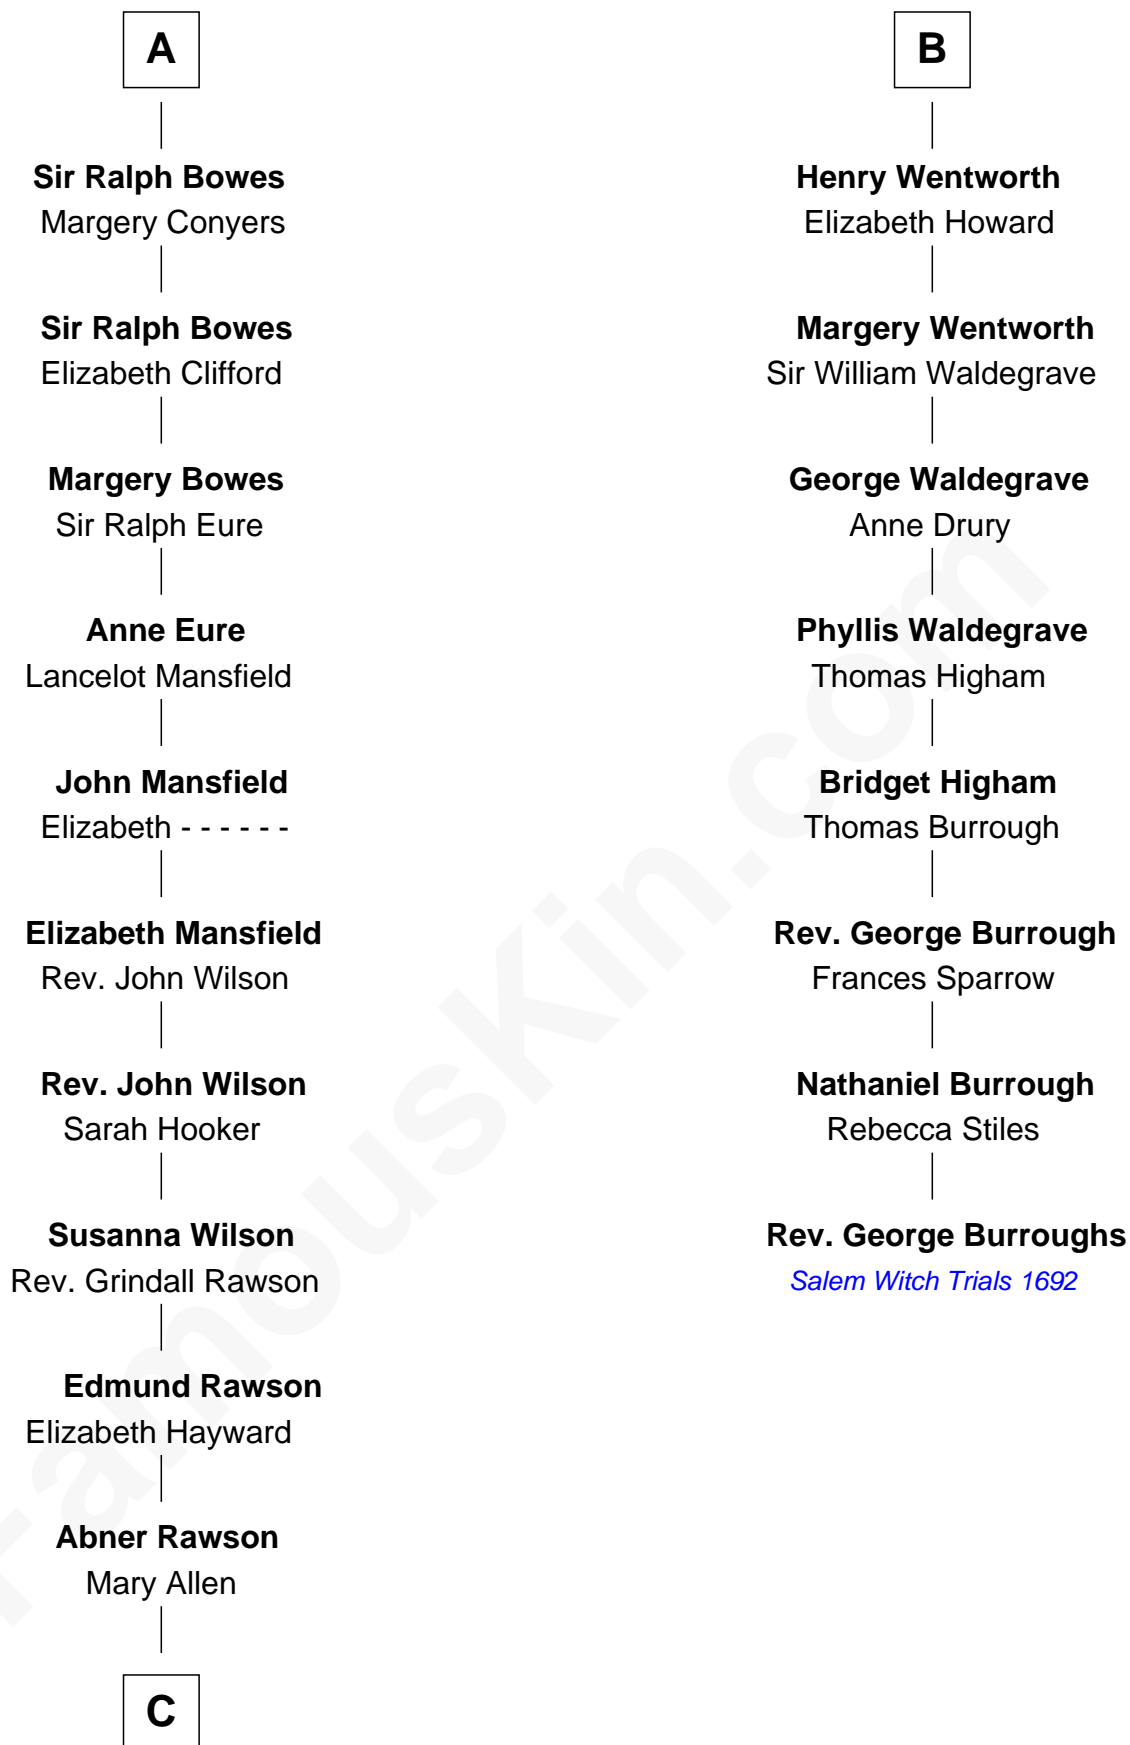 A
Sir Ralph Bowes
Margery Conyers
Sir Ralph Bowes
Elizabeth Clifford
Margery Bowes
Sir Ralph Eure
Anne Eure
Lancelot Mansfield
John Mansfield
Elizabeth - - - - - -
Elizabeth Mansfield
Rev. John Wilson
Rev. John Wilson
Sarah Hooker
Susanna Wilson
Rev. Grindall Rawson
Edmund Rawson
Elizabeth Hayward
Abner Rawson
Mary Allen
C
B
Henry Wentworth
Elizabeth Howard
Margery Wentworth
Sir William Waldegrave
George Waldegrave
Anne Drury
Phyllis Waldegrave
Thomas Higham
Bridget Higham
Thomas Burrough
Rev. George Burrough
Frances Sparrow
Nathaniel Burrough
Rebecca Stiles
Rev. George Burroughs
Salem Witch Trials 1692
FamousKin.com